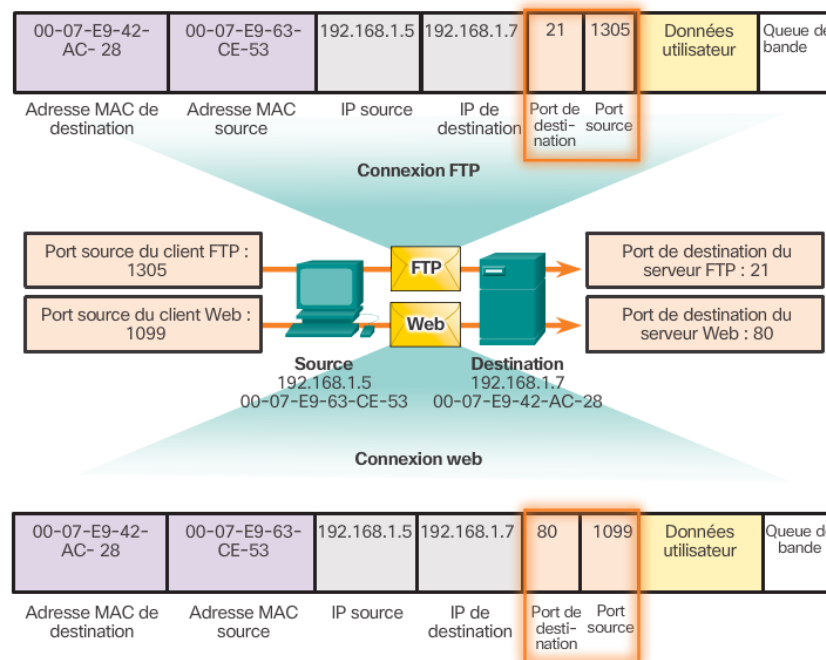 00-07-E9-42- 00-07-E9-63- 192.168.1.5 192.168.1.7 21 1305 Données Queue de
AC- 28 CE-53 utilisateur bande
Adresse MAC de Adresse MAC IP source IP de Port de Port
destination source destination desti- source
nation
Connexion FTP
Port source du client FTP :
1305
FTP
Port de destination du
serveur FTP : 21
Port source du client Web :
1099
Web
Port de destination du
serveur Web : 80
Source
192.168.1.5
00-07-E9-63-CE-53
Destination
192.168.1.7
00-07-E9-42-AC-28
Connexion web
00-07-E9-42- 00-07-E9-63- 192.168.1.5 192.168.1.7 80 1099 Données Queue de
AC- 28 CE-53 utilisateur bande
Adresse MAC de Adresse MAC IP source IP de Port de Port
destination source destination desti- source
nation